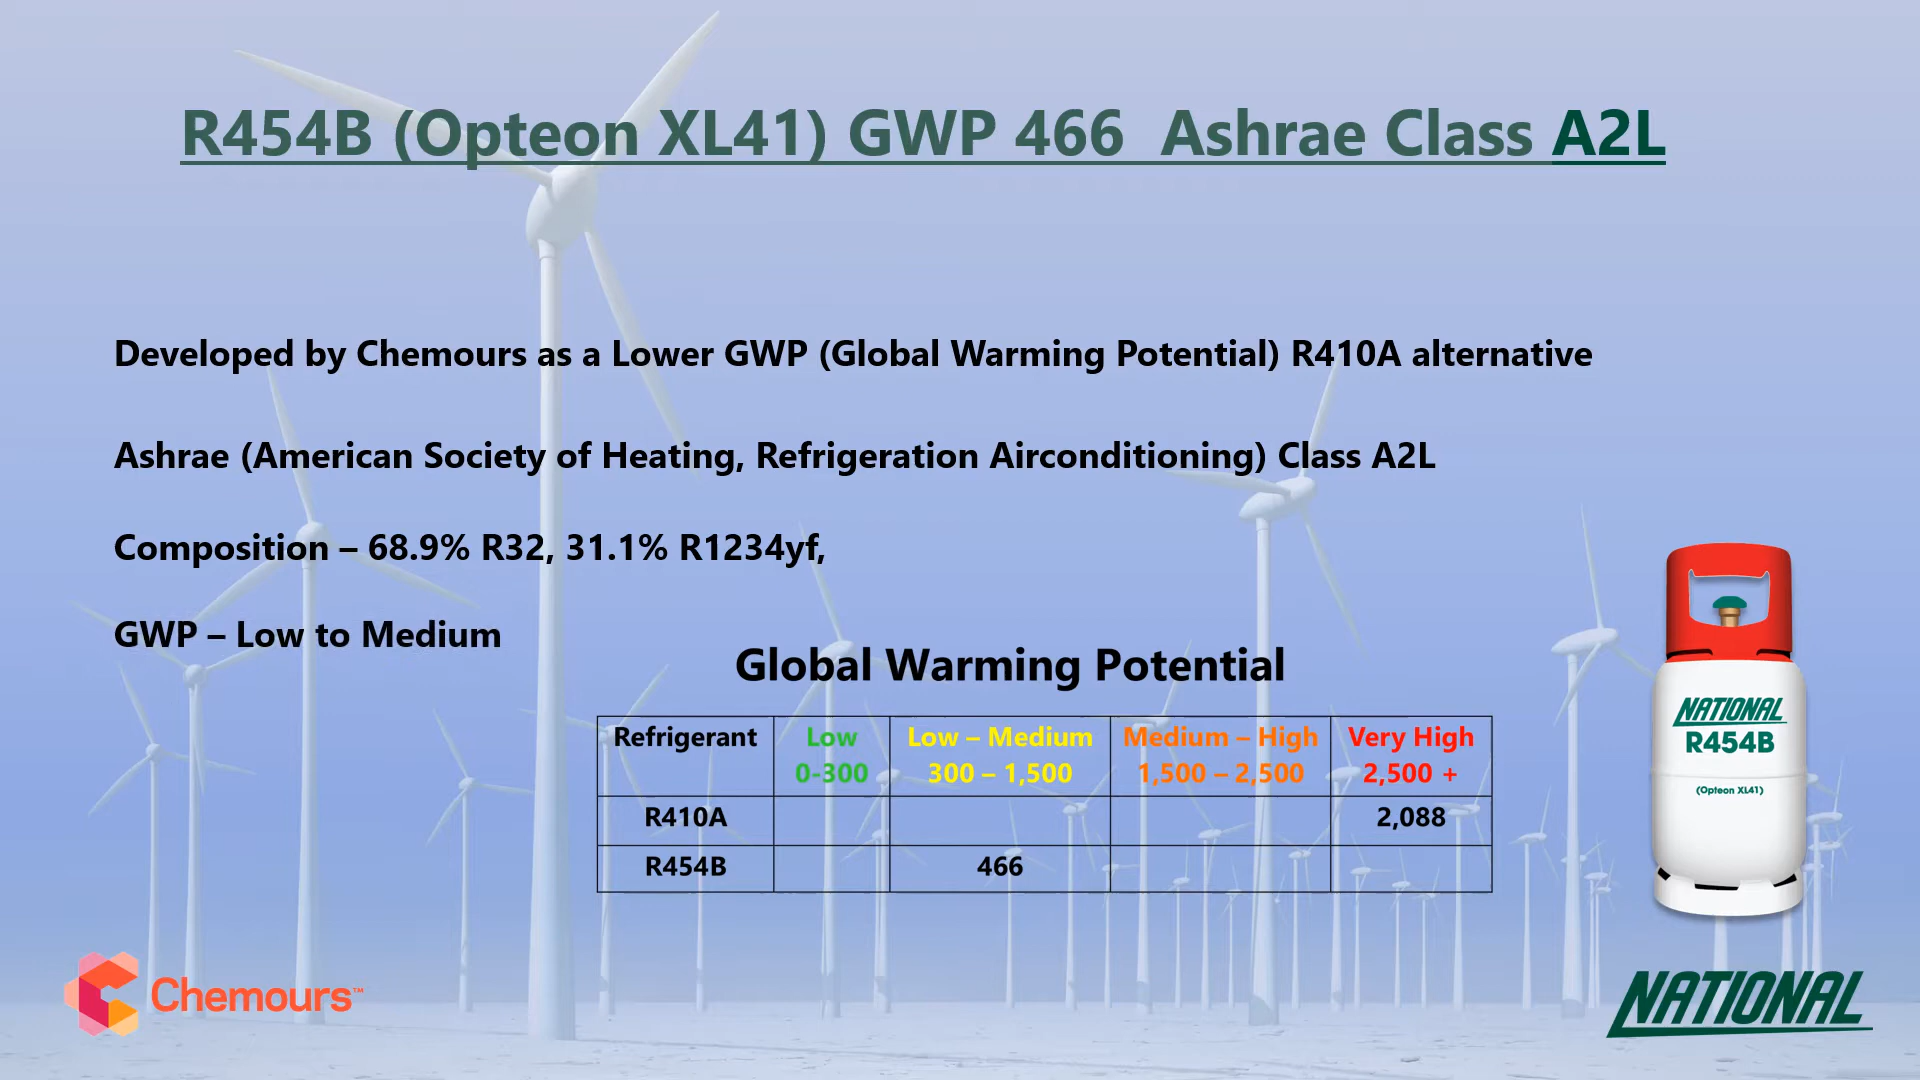 R454B (Opteon XL41) GWP 466  Ashrae Class A2L
Developed by Chemours as a Lower GWP (Global Warming Potential) R410A alternative
Ashrae (American Society of Heating, Refrigeration Airconditioning) Class A2L
Composition – 68.9% R32, 31.1% R1234yf,
GWP – Low to Medium
Global Warming Potential
Refrigerant Low Low – Medium Medium – High Very High
0-300 300 – 1,500 1,500 – 2,500 2,500 +
R410A 2,088
R454B 466
NATIONAL
R454B
(Opteon XL41)
Chemours™
NATIONAL